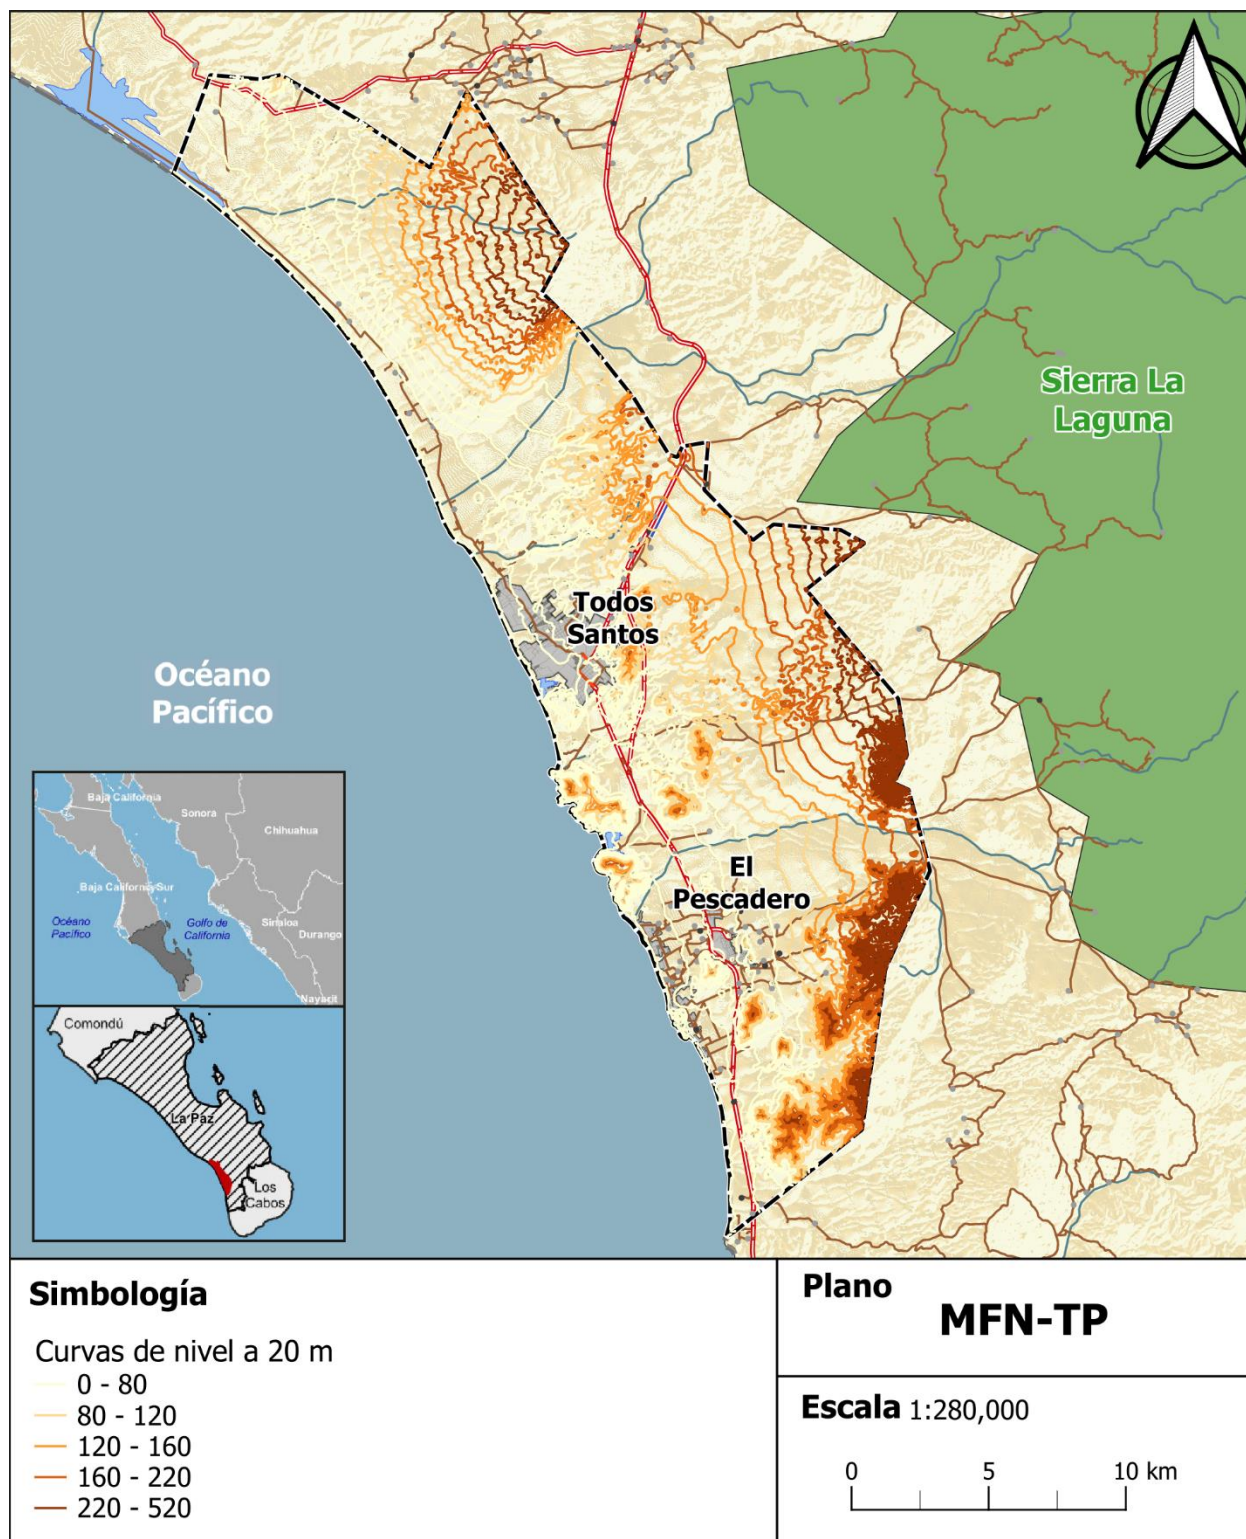 Sierra La
Laguna
Todos
Santos
Océano
Pacífico
El
Pescadero
Baja California
Sonora
Chihuahua
Baja California Sur
Océano
Pacífico
Golfo de
California
Sinaloa
Durango
Nayarit
Comondú
La Paz
Los
Cabos
Simbología
Curvas de nivel a 20 m
0 - 80
80 - 120
120 - 160
160 - 220
220 - 520
Plano
MFN-TP
Escala 1:280,000
0 5 10 km